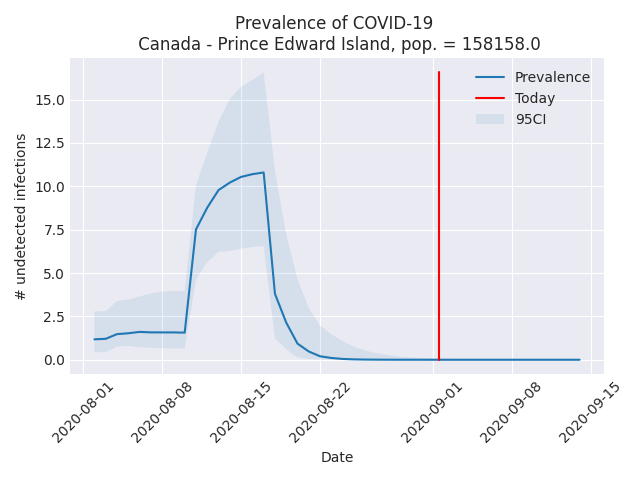 Prevalence of COVID-19
Canada - Prince Edward Island, pop. = 158158.0
Prevalence
Today
95CI
# undetected infections
15.0
12.5
10.0
7.5
5.0
2.5
0.0
2020-08-01
2020-08-08
2020-08-15
2020-08-22
2020-09-01
2020-09-08
2020-09-15
Date